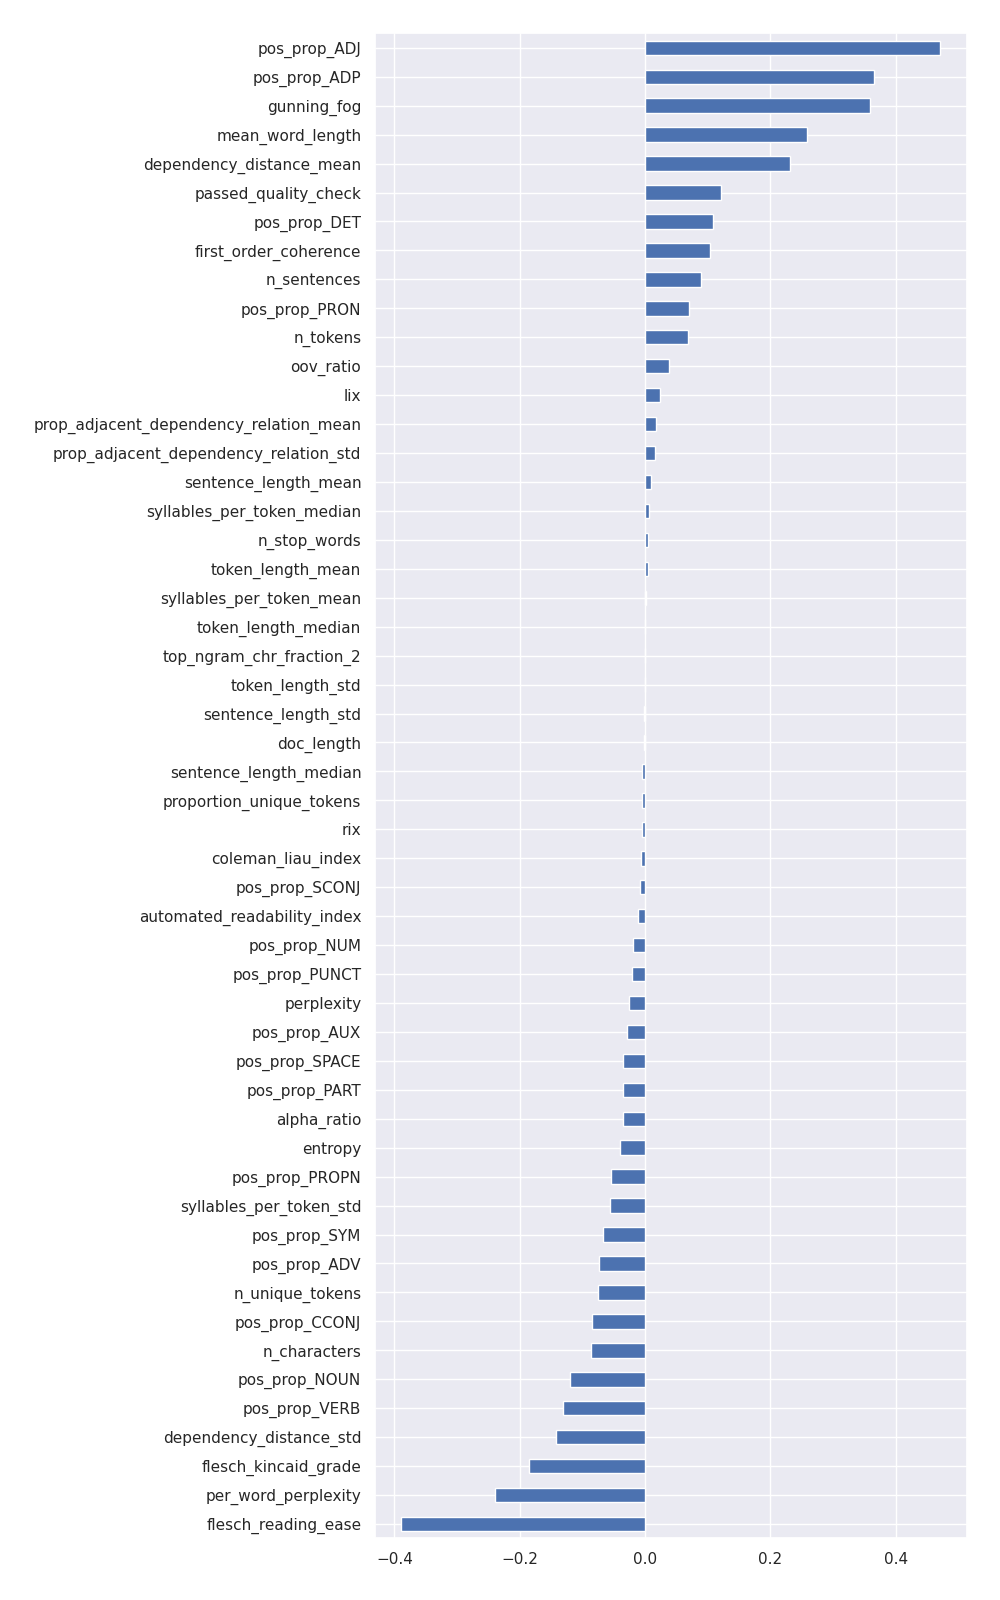 pos_prop_ADJ
pos_prop_ADP
gunning_fog
mean_word_length
dependency_distance_mean
passed_quality_check
pos_prop_DET
first_order_coherence
n_sentences
pos_prop_PRON
n_tokens
oov_ratio
lix
prop_adjacent_dependency_relation_mean
prop_adjacent_dependency_relation_std
sentence_length_mean
syllables_per_token_median
n_stop_words
token_length_mean
syllables_per_token_mean
token_length_median
top_ngram_chr_fraction_2
token_length_std
sentence_length_std
doc_length
sentence_length_median
proportion_unique_tokens
rix
coleman_liau_index
pos_prop_SCONJ
automated_readability_index
pos_prop_NUM
pos_prop_PUNCT
perplexity
pos_prop_AUX
pos_prop_SPACE
pos_prop_PART
alpha_ratio
entropy
pos_prop_PROPN
syllables_per_token_std
pos_prop_SYM
pos_prop_ADV
n_unique_tokens
pos_prop_CCONJ
n_characters
pos_prop_NOUN
pos_prop_VERB
dependency_distance_std
flesch_kincaid_grade
per_word_perplexity
flesch_reading_ease
−0.4 −0.2 0.0 0.2 0.4